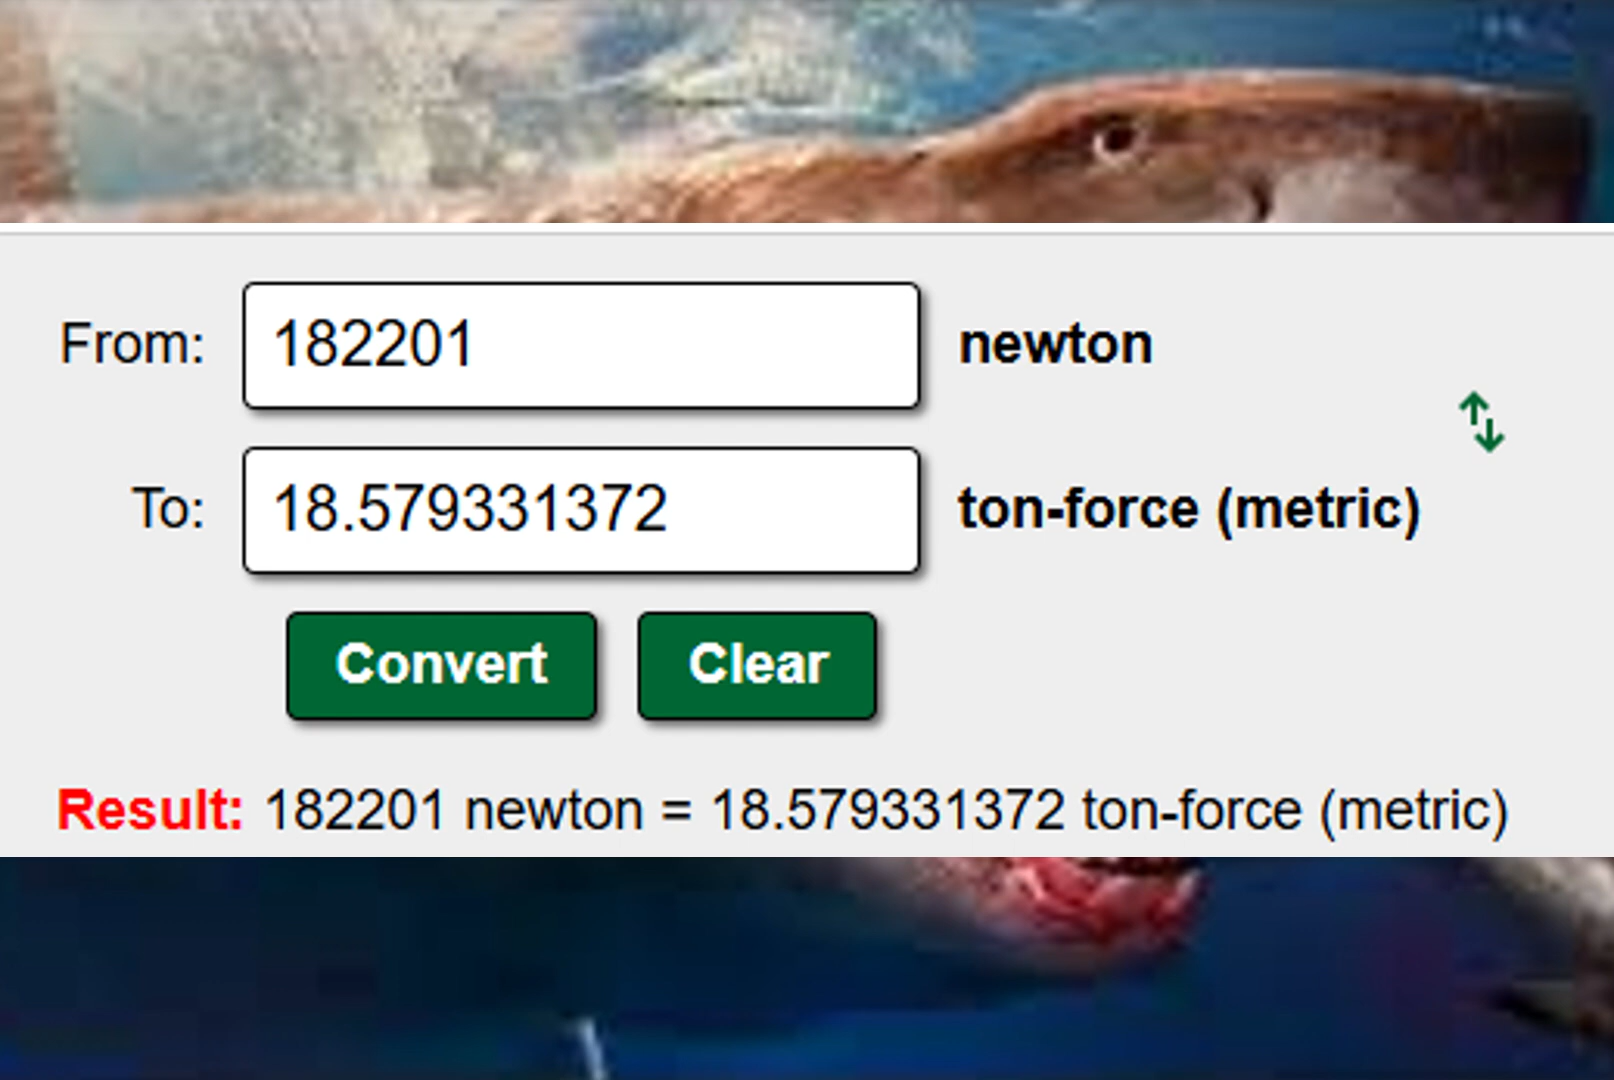 From: 182201 newton
To: 18.579331372 ton-force (metric)
Convert Clear
Result: 182201 newton = 18.579331372 ton-force (metric)